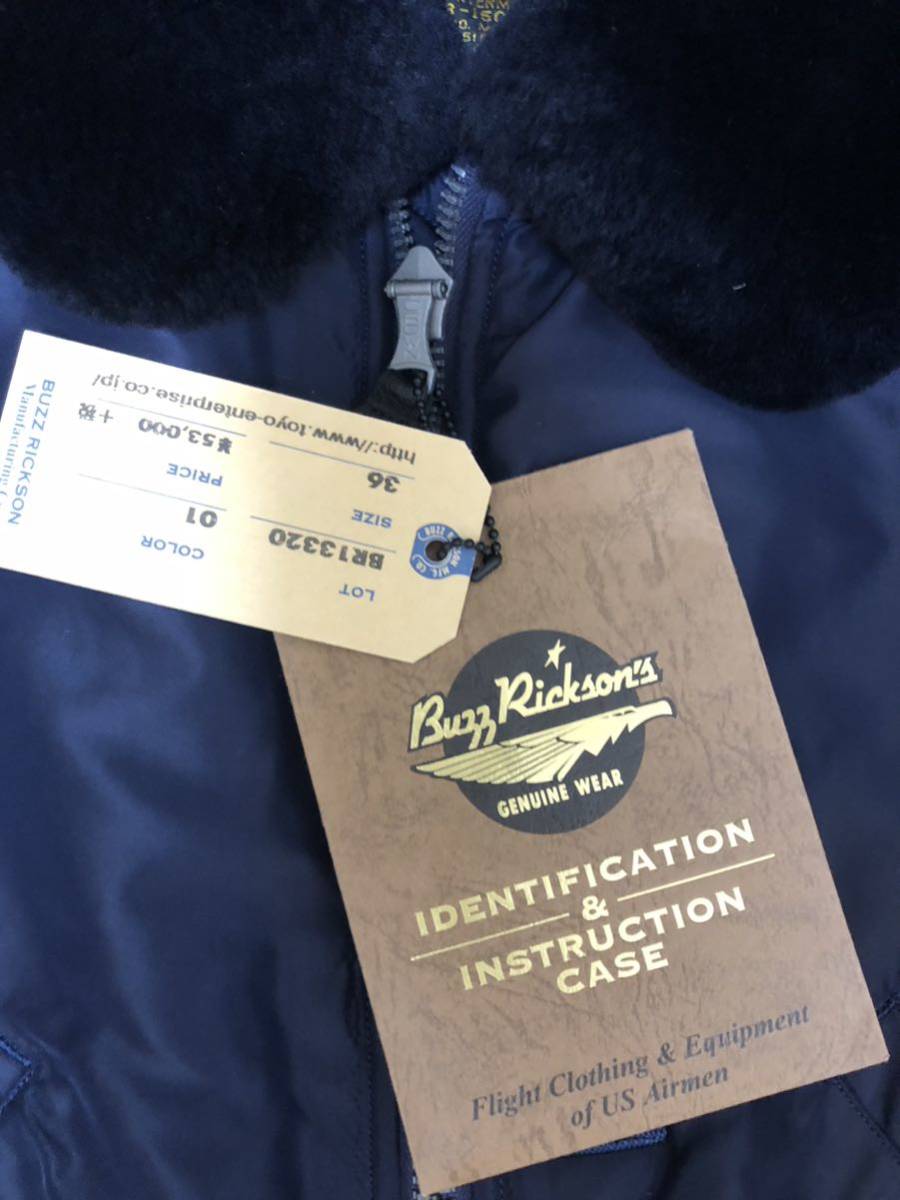 LOT
BR13320
COLOR
01
SIZE
36
PRICE
¥53,000
+税
http://www.toyo-enterprise.co.jp/
BUZZ RICKSON
Manufacturing
Buzz Rickson's
GENUINE WEAR
IDENTIFICATION
&
INSTRUCTION
CASE
Flight Clothing & Equipment
of US Airmen